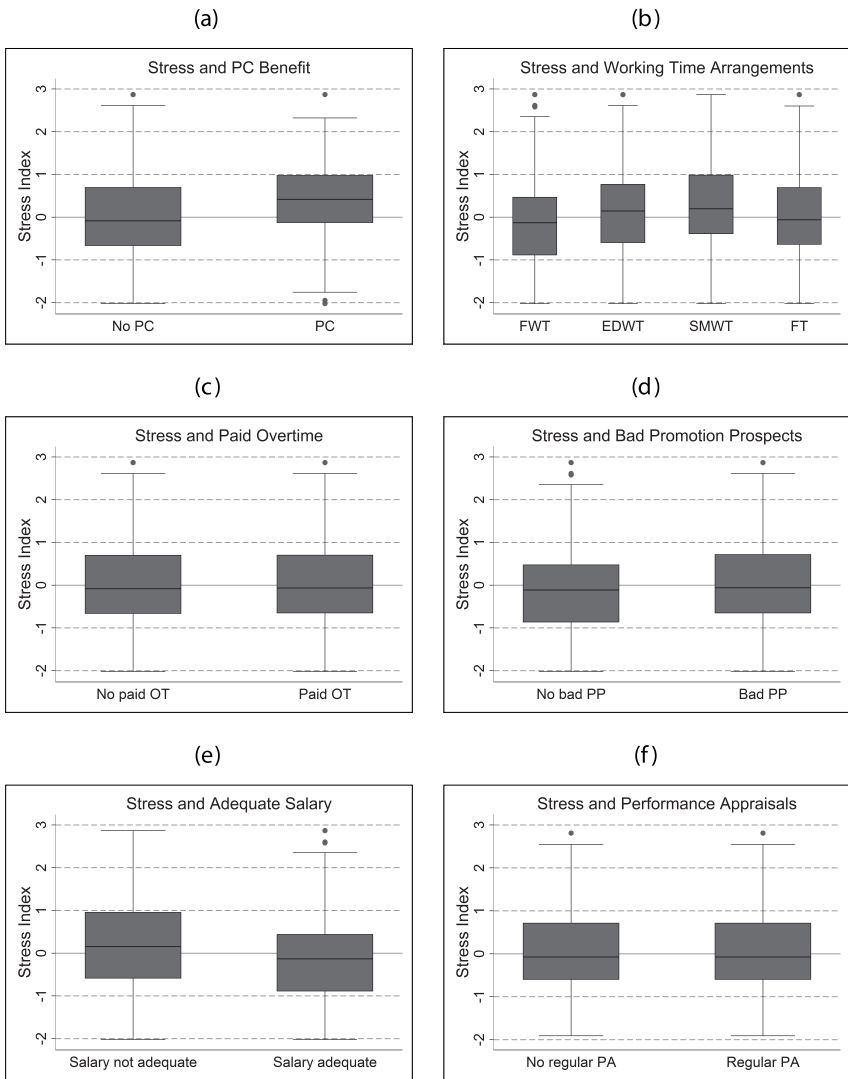 (a)
Stress and PC Benefit
Stress Index
3
2
1
0
-1
-2
No PC PC
(b)
Stress and Working Time Arrangements
Stress Index
3
2
1
0
-1
-2
FWT EDWT SMWT FT
(c)
Stress and Paid Overtime
Stress Index
3
2
1
0
-1
-2
No paid OT Paid OT
(d)
Stress and Bad Promotion Prospects
Stress Index
3
2
1
0
-1
-2
No bad PP Bad PP
(e)
Stress and Adequate Salary
Stress Index
3
2
1
0
-1
-2
Salary not adequate Salary adequate
(f)
Stress and Performance Appraisals
Stress Index
3
2
1
0
-1
-2
No regular PA Regular PA